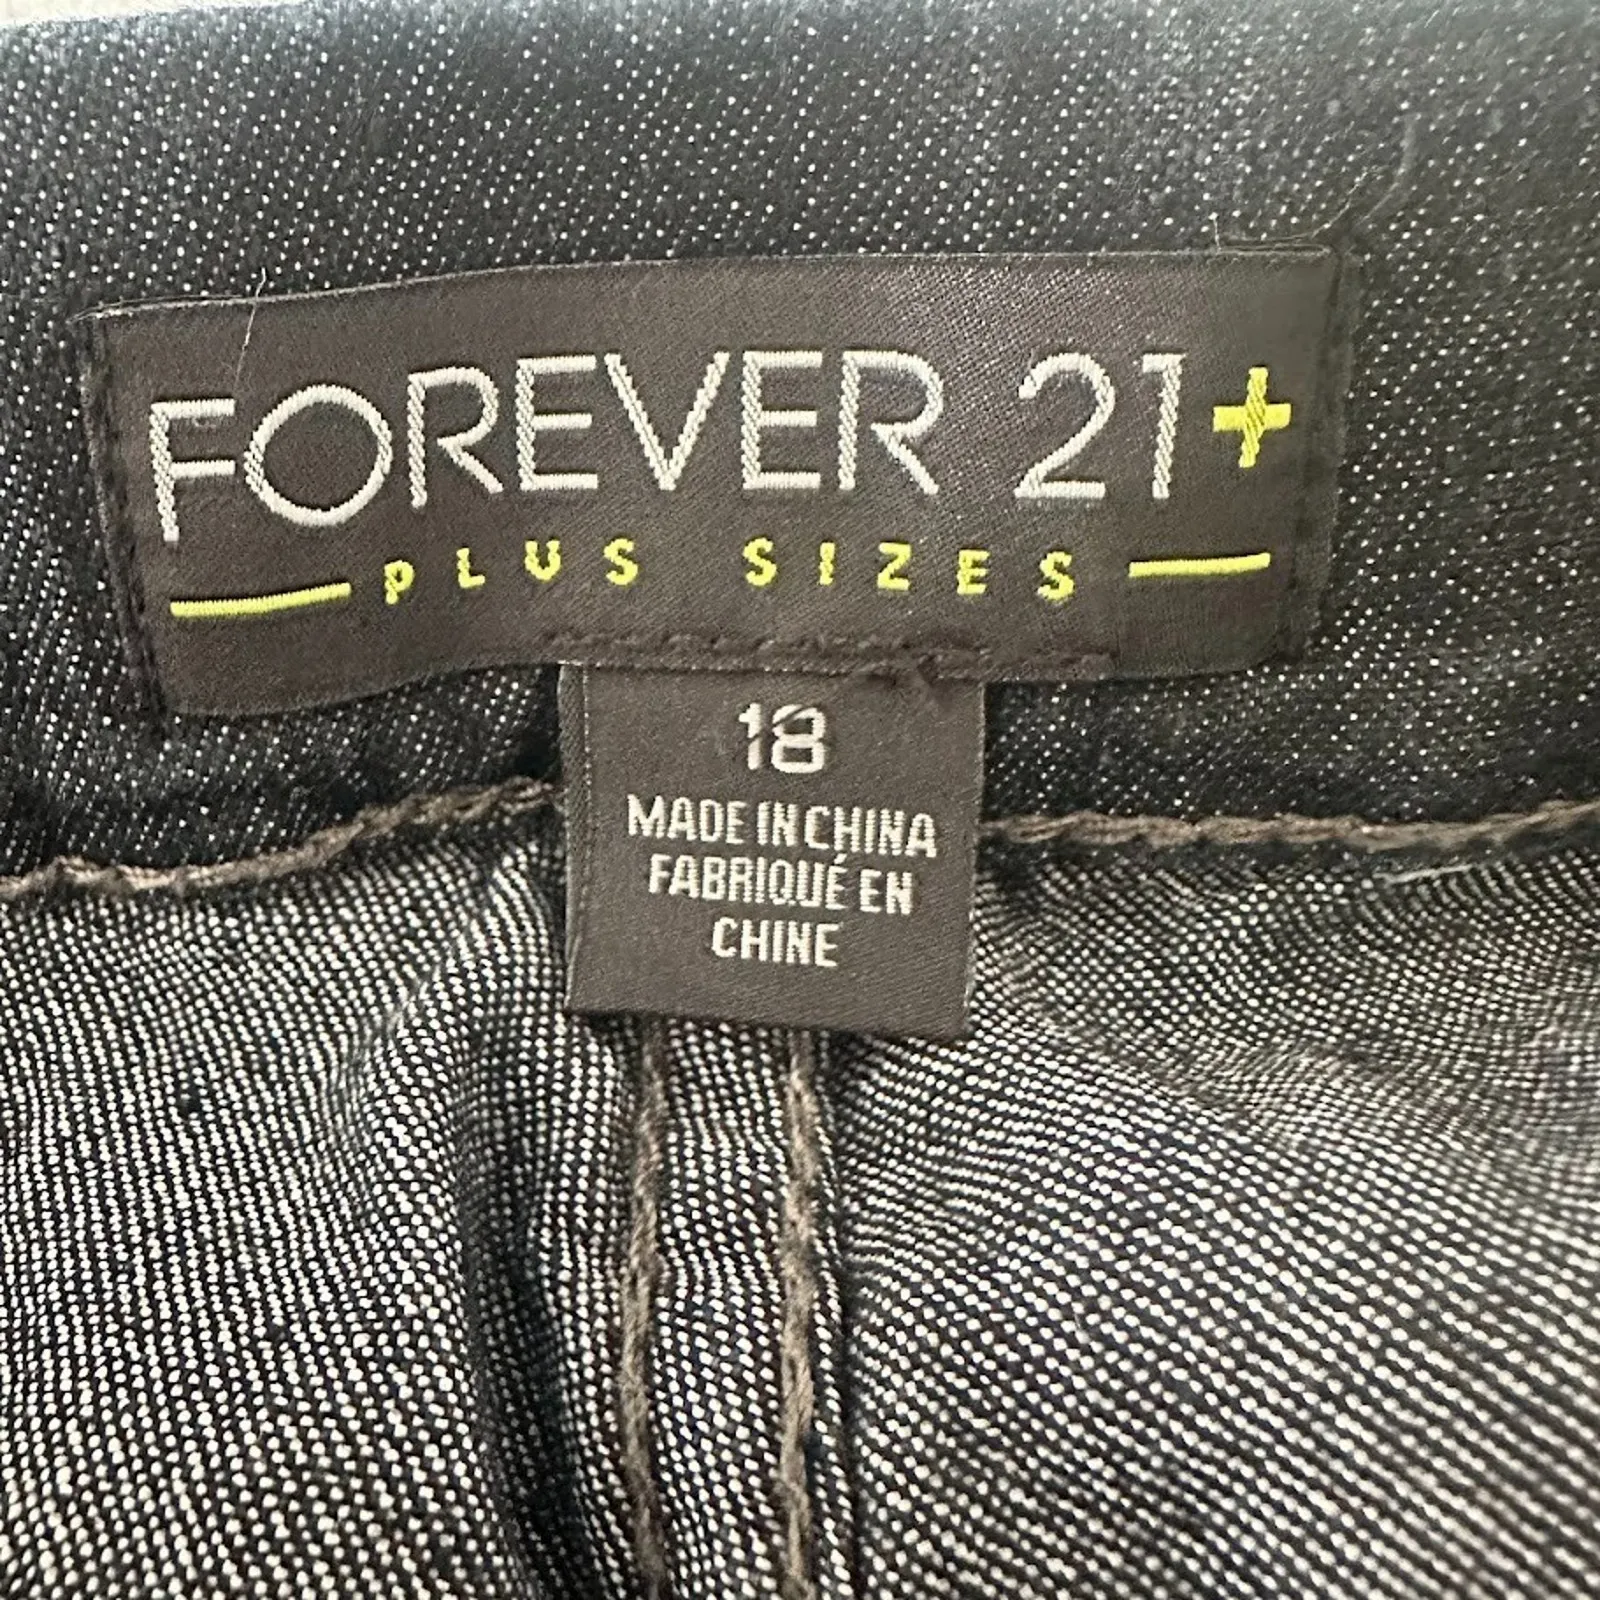 FOREVER 21+
PLUS SIZES
18
MADE IN CHINA
FABRIQUÉ EN
CHINE